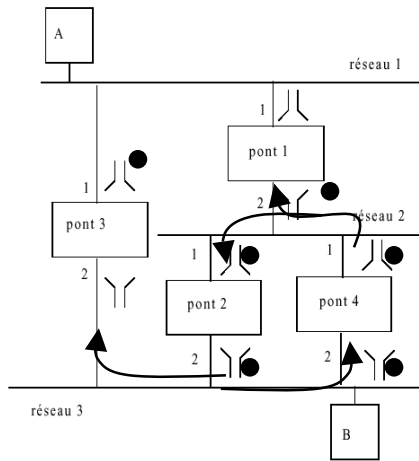 A
réseau 1
1
pont 1
1
2
pont 3
réseau 2
2
1
1
pont 2
pont 4
2
2
réseau 3
B